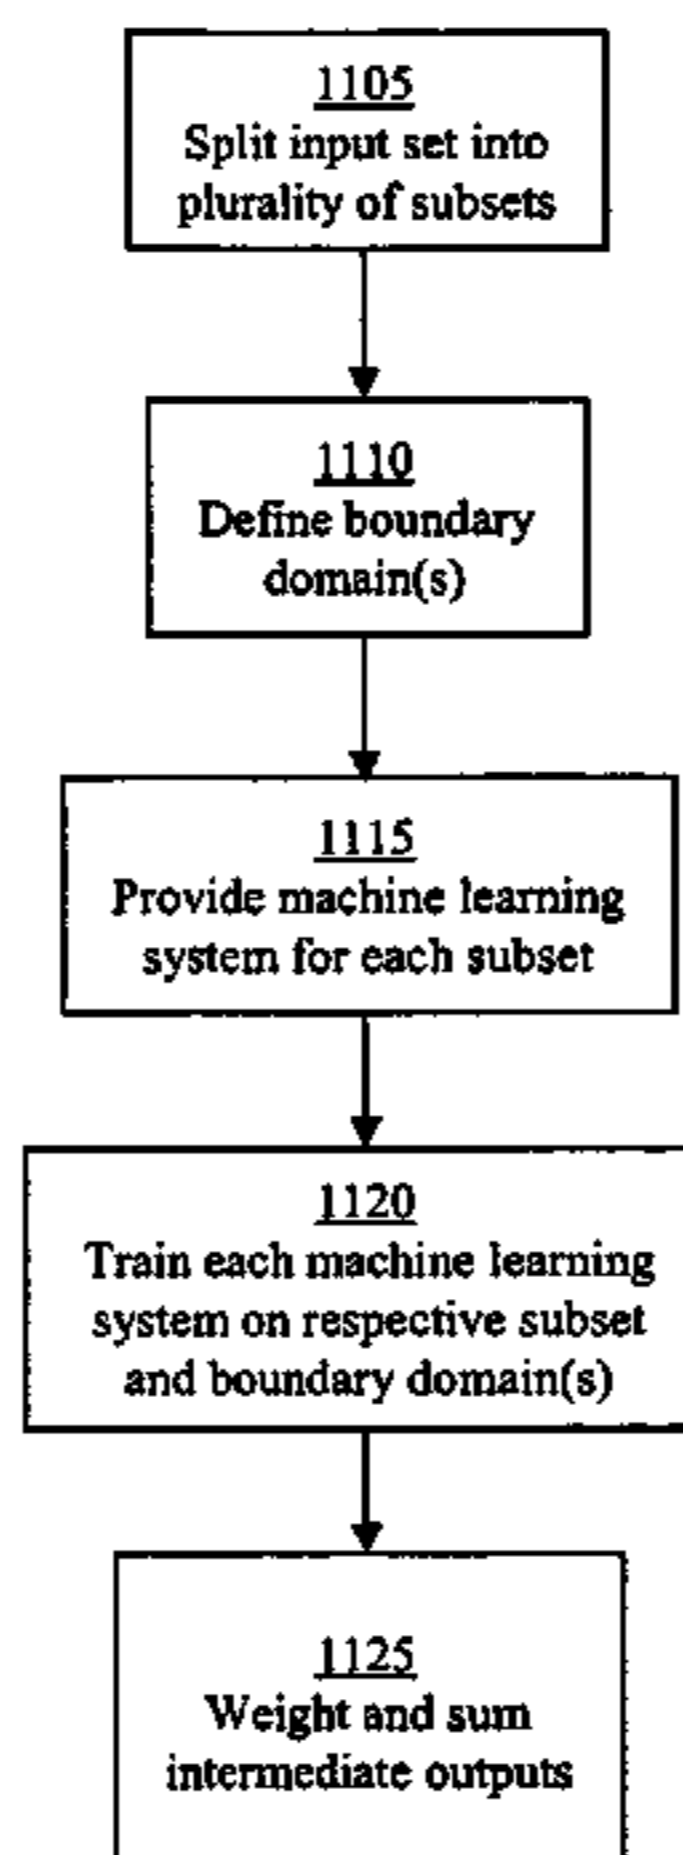 1105
Split input set into
plurality of subsets
1110
Define boundary
domain(s)
1115
Provide machine learning
system for each subset
1120
Train each machine learning
system on respective subset
and boundary domain(s)
1125
Weight and sum
intermediate outputs